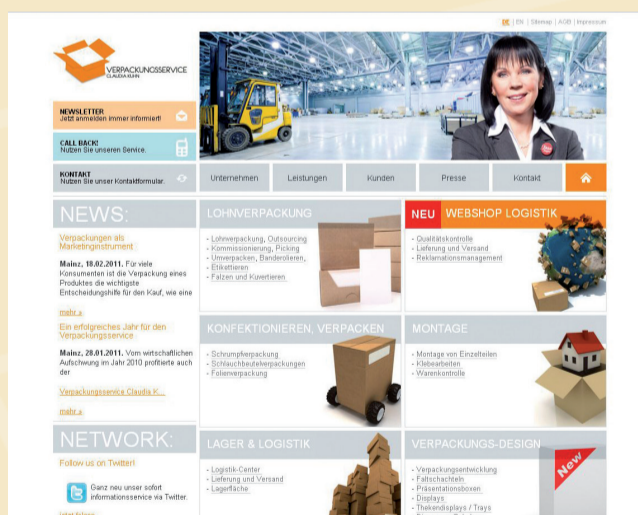 DE | EN | Sitemap | AGB | Impressum
VERPACKUNGSSERVICE
CLAUDIA KUHN
NEWSLETTER
Jetzt anmelden immer informiert!
CALL BACK!
Nutzen Sie unseren Service.
KONTAKT
Nutzen Sie unser Kontaktformular.
Unternehmen
Leistungen
Kunden
Presse
Kontakt
NEWS:
Verpackungen als
Marketinginstrument
Mainz, 18.02.2011. Für viele
Konsumenten ist die Verpackung eines
Produktes die wichtigste
Entscheidungshilfe für den Kauf, wie eine
mehr »
Ein erfolgreiches Jahr für den
Verpackungsservice
Mainz, 28.01.2011. Vom wirtschaftlichen
Aufschwung im Jahr 2010 profitierte auch
der
Verpackungsservice Claudia K...
mehr »
NETWORK:
Follow us on Twitter!
Ganz neu unser sofort
informationsservice via Twitter.
LOHNVERPACKUNG
- Lohnverpackung, Outsourcing
- Kommissionierung, Picking
- Umverpacken, Banderolieren,
- Etikettieren
- Falzen und Kuvertieren
NEU WEBSHOP LOGISTIK
- Qualitätskontrolle
- Lieferung und Versand
- Reklamationsmanagement
KONFEKTIONIEREN, VERPACKEN
- Schrumpfverpackung
- Schlauchbeutelverpackungen
- Folienverpackung
MONTAGE
- Montage von Einzelteilen
- Klebearbeiten
- Warenkontrolle
LAGER & LOGISTIK
- Logistik-Center
- Lieferung und Versand
- Lagerfläche
VERPACKUNGS-DESIGN
- Verpackungsentwicklung
- Faltschachteln
- Präsentationsboxen
- Displays
- Thekendisplays / Trays
New